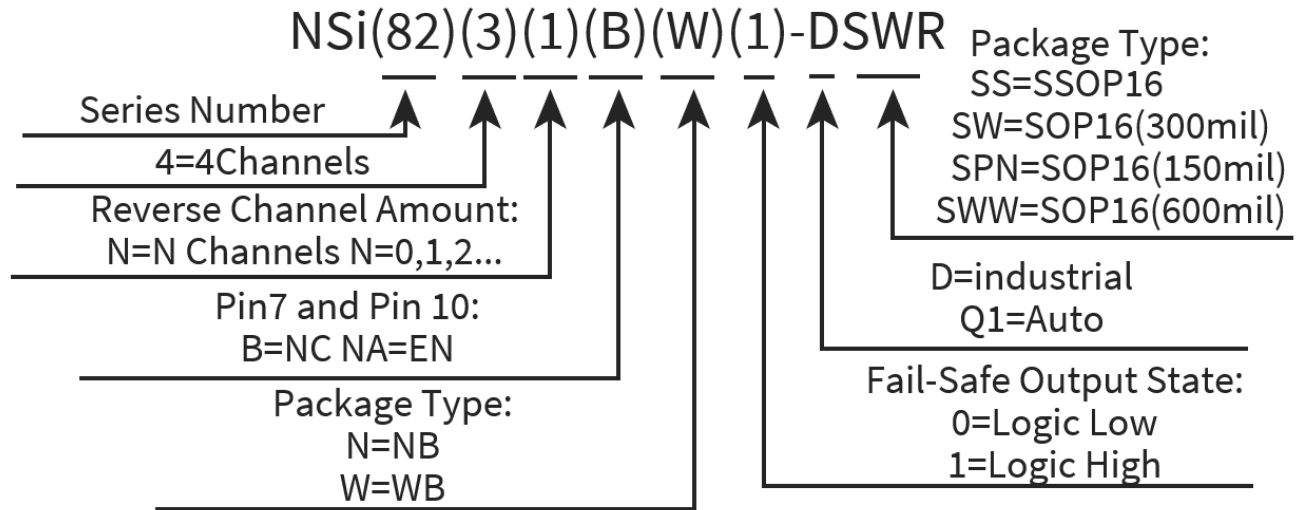 NSi(82)(3)(1)(B)(W)(1)-DSWR
Series Number
4=4Channels
Reverse Channel Amount:
N=N Channels N=0,1,2...
Pin7 and Pin 10:
B=NC NA=EN
Package Type:
N=NB
W=WB
Package Type:
SS=SSOP16
SW=SOP16(300mil)
SPN=SOP16(150mil)
SWW=SOP16(600mil)
D=industrial
Q1=Auto
Fail-Safe Output State:
0=Logic Low
1=Logic High